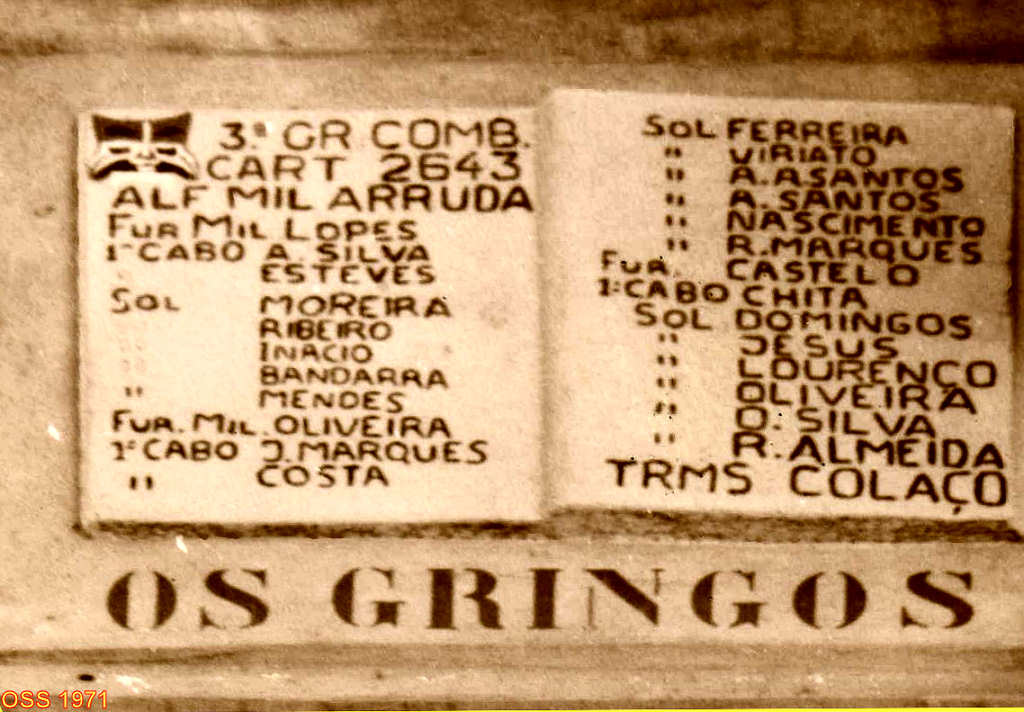 3.º GR COMB.
CART 2643
ALF MIL ARRUDA
FUR MIL LOPES
1º CABO A. SILVA
" ESTEVES
SOL MOREIRA
" RIBEIRO
" INACIO
" BANDARRA
" MENDES
FUR. MIL. OLIVEIRA
1º CABO J. MARQUES
" COSTA
SOL FERREIRA
" VIRIATO
" A. ASANTOS
" A. SANTOS
" NASCIMENTO
" R. MARQUES
FUR. CASTELO
1º CABO CHITA
SOL DOMINGOS
" JESUS
" LOURENÇO
" OLIVEIRA
" O. SILVA
" R. ALMEIDA
TRMS COLAÇO
OS GRINGOS
OSS 1971